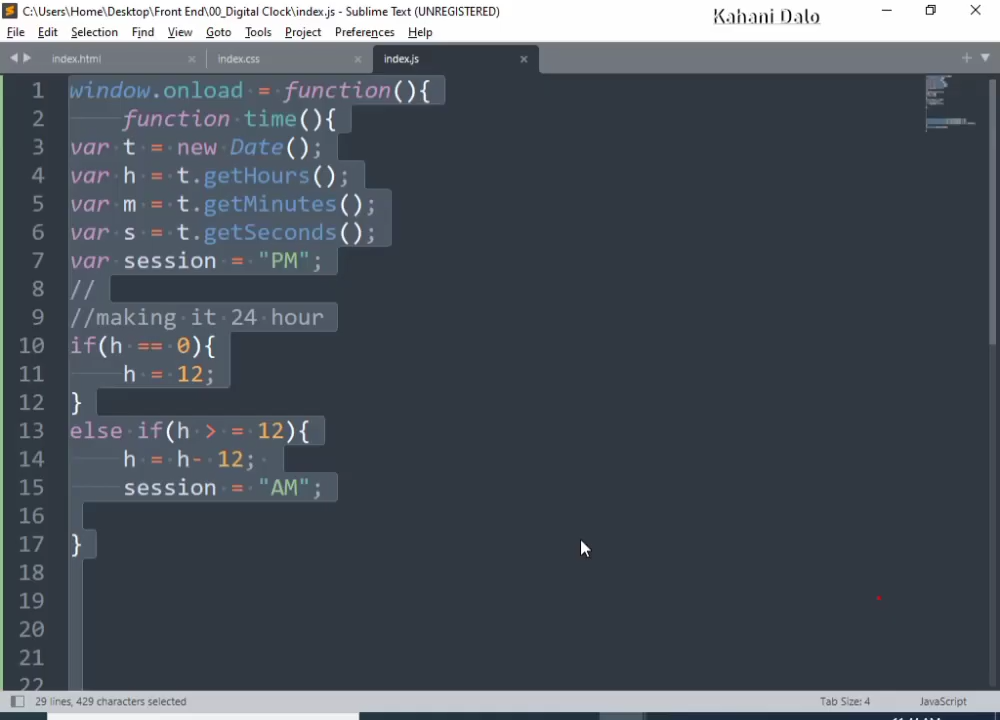 C:\Users\Home\Desktop\Front End\00_Digital Clock\index.js - Sublime Text (UNREGISTERED)
Kahani Dalo
File Edit Selection Find View Goto Tools Project Preferences Help
index.html index.css index.js
1 window.onload = function(){
2 function time(){
3 var t = new Date();
4 var h = t.getHours();
5 var m = t.getMinutes();
6 var s = t.getSeconds();
7 var session = "PM";
8 //
9 //making it 24 hour
10 if(h == 0){
11 h = 12;
12 }
13 else if(h > = 12){
14 h = h- 12;
15 session = "AM";
16
17 }
18
19
20
21
22
29 lines, 429 characters selected Tab Size: 4 JavaScript